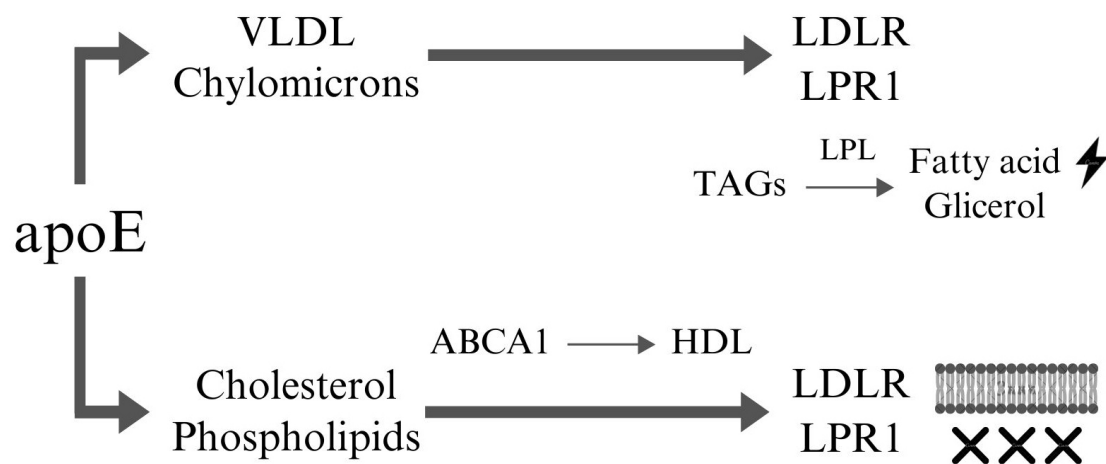 VLDL
Chylomicrons
LDLR
LPR1
LPL
TAGs
Fatty acid
Glicerol
apoE
ABCA1
HDL
Cholesterol
Phospholipids
LDLR
LPR1